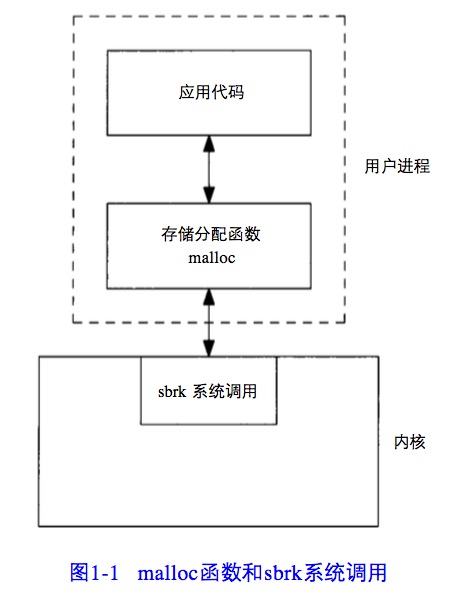 应用代码
用户进程
存储分配函数
malloc
sbrk 系统调用
内核
图1-1 malloc函数和sbrk系统调用